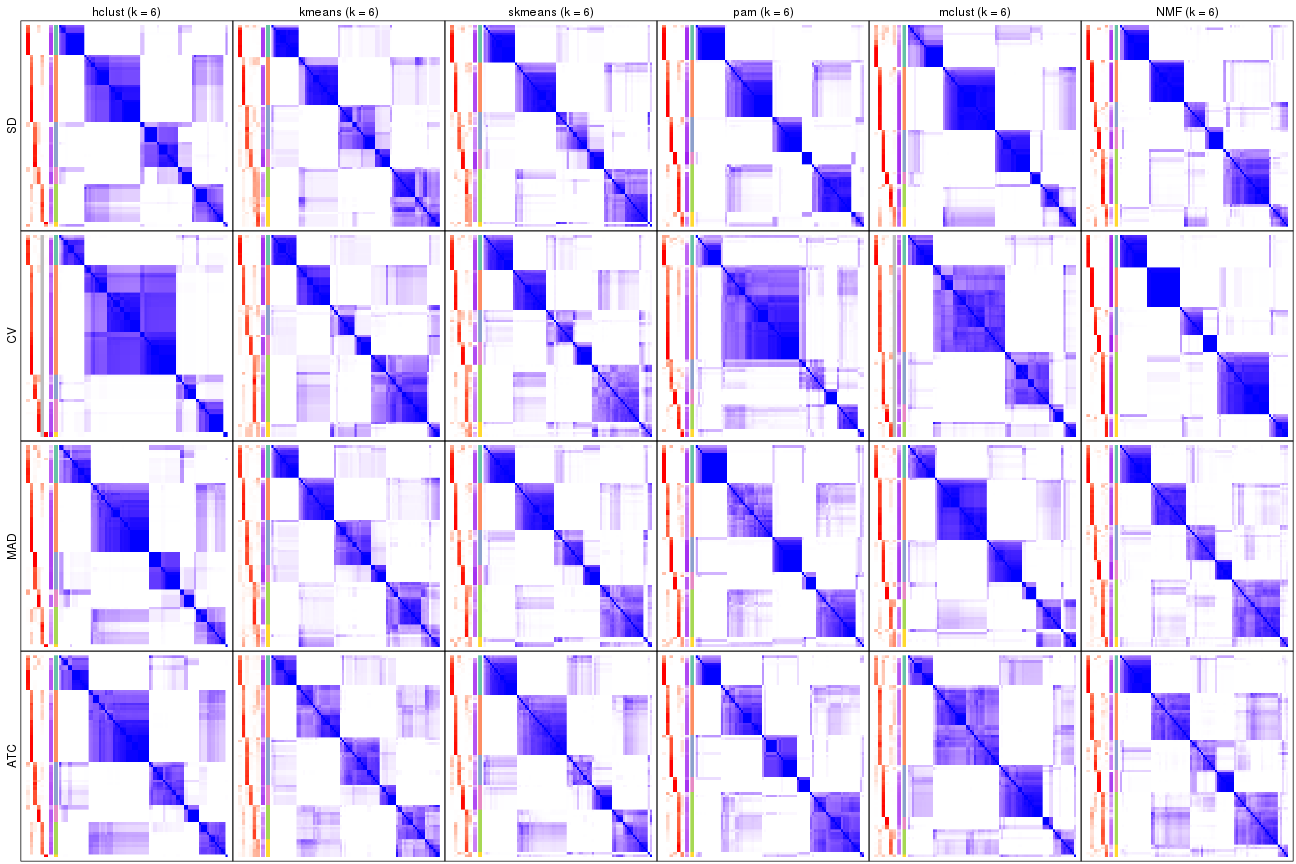 hclust (k = 6) kmeans (k = 6) skmeans (k = 6) pam (k = 6) mclust (k = 6) NMF (k = 6)
SD
CV
MAD
ATC